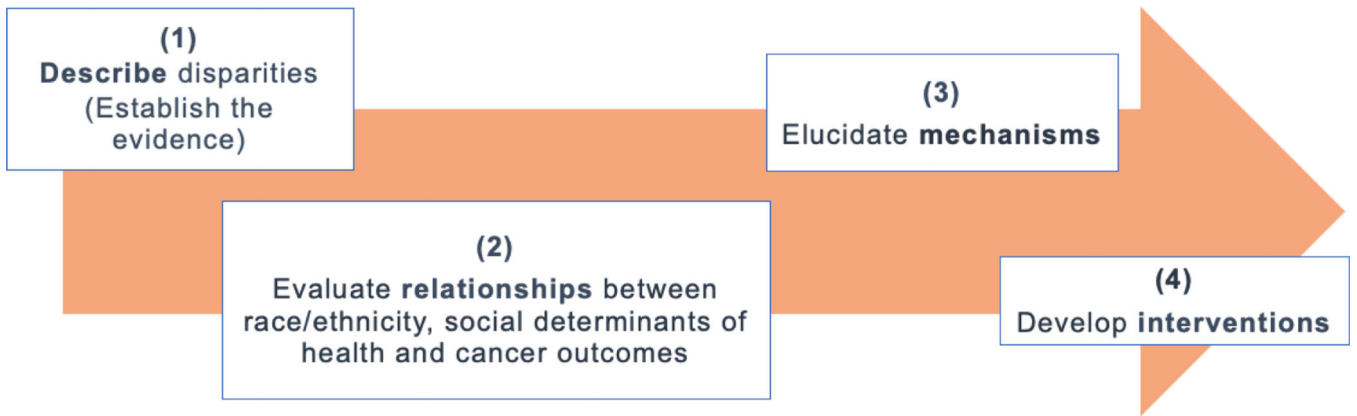 (1)
Describe disparities
(Establish the
evidence)
(2)
Evaluate relationships between
race/ethnicity, social determinants of
health and cancer outcomes
(3)
Elucidate mechanisms
(4)
Develop interventions